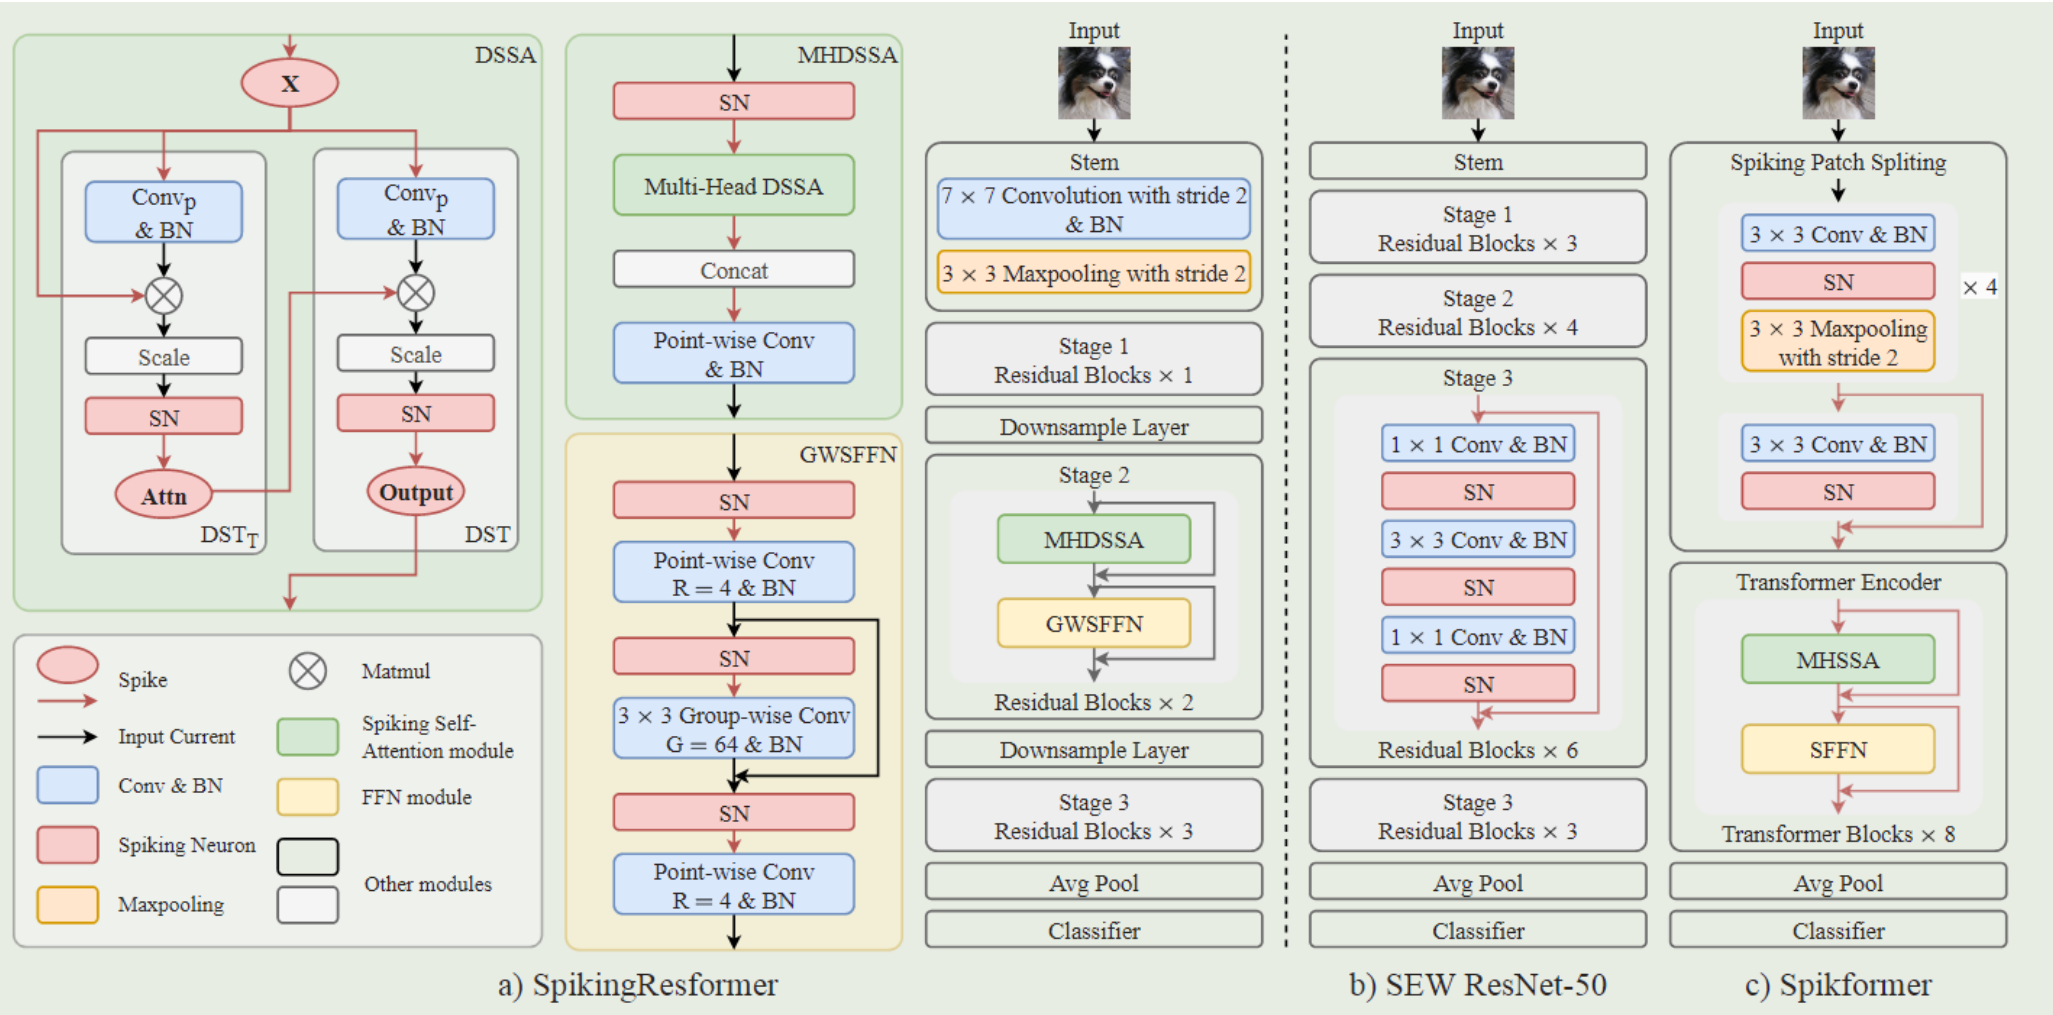 DSSA
X
Conv_p
& BN
Scale
SN
Attn
DST_T
Conv_p
& BN
Scale
SN
Output
DST
Spike
Input Current
Conv & BN
Spiking Neuron
Maxpooling
Matmul
Spiking Self-
Attention module
FFN module
Other modules
MHDSSA
SN
Multi-Head DSSA
Concat
Point-wise Conv
& BN
GWSFFN
SN
Point-wise Conv
R = 4 & BN
SN
3 × 3 Group-wise Conv
G = 64 & BN
SN
Point-wise Conv
R = 4 & BN
Input
Stem
7 × 7 Convolution with stride 2
& BN
3 × 3 Maxpooling with stride 2
Stage 1
Residual Blocks × 1
Downsample Layer
Stage 2
MHDSSA
GWSFFN
Residual Blocks × 2
Downsample Layer
Stage 3
Residual Blocks × 3
Avg Pool
Classifier
a) SpikingResformer
Input
Stem
Stage 1
Residual Blocks × 3
Stage 2
Residual Blocks × 4
Stage 3
1 × 1 Conv & BN
SN
3 × 3 Conv & BN
SN
1 × 1 Conv & BN
SN
Residual Blocks × 6
Stage 3
Residual Blocks × 3
Avg Pool
Classifier
b) SEW ResNet-50
Input
Spiking Patch Spliting
3 × 3 Conv & BN
SN
3 × 3 Maxpooling
with stride 2
× 4
3 × 3 Conv & BN
SN
Transformer Encoder
MHSSA
SFFN
Transformer Blocks × 8
Avg Pool
Classifier
c) Spikformer